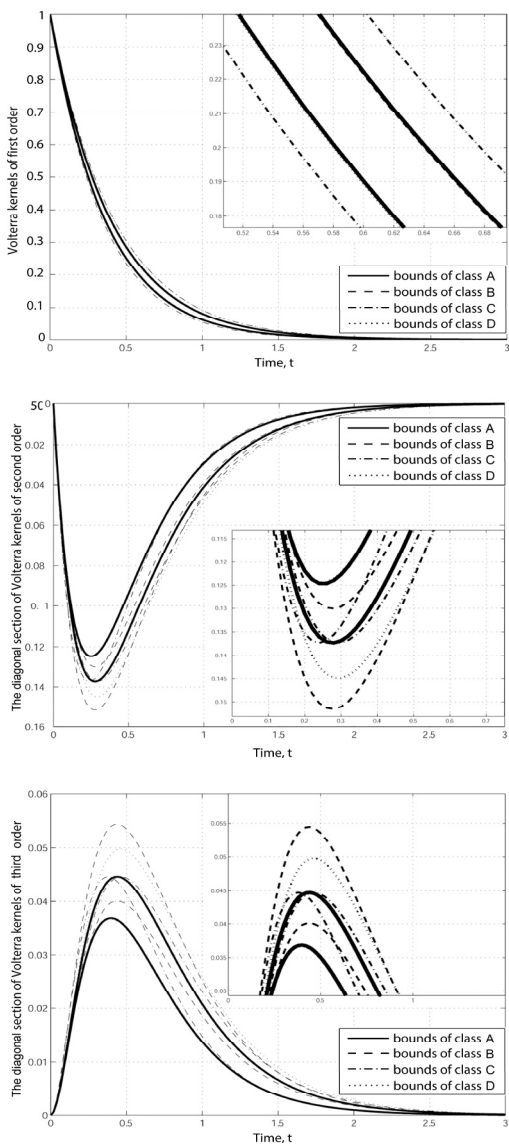 Volterra kernels of first order
1
0.9
0.8
0.7
0.6
0.5
0.4
0.3
0.2
0.1
0
0.23
0.22
0.21
0.2
0.19
0.18
0.52 0.54 0.56 0.58 0.6 0.62 0.64 0.66 0.68
bounds of class A
bounds of class B
bounds of class C
bounds of class D
0.5 1 1.5 2 2.5 3
Time, t
The diagonal section of Volterra kernels of second order
SC 0
0.02
0.04
0.06
0.08
0. 1
0.12
0.14
0.16
bounds of class A
bounds of class B
bounds of class C
bounds of class D
0.115
0.12
0.125
0.13
0.135
0.14
0.145
0.15
0 0.1 0.2 0.3 0.4 0.5 0.6 0.7
0 0.5 1 1.5 2 2.5 3
Time, t
The diagonal section of Volterra kernels of third order
0.06
0.05
0.04
0.03
0.02
0.01
0
0.055
0.05
0.045
0.04
0.035
0.03
0 0.5 1
bounds of class A
bounds of class B
bounds of class C
bounds of class D
0 0.5 1 1.5 2 2.5 3
Time, t